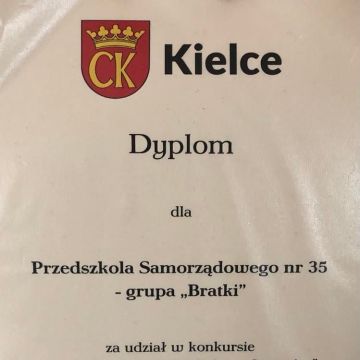 CK Kielce
Dyplom
dla
Przedszkola Samorządowego nr 35
- grupa „Bratki”
za udział w konkursie